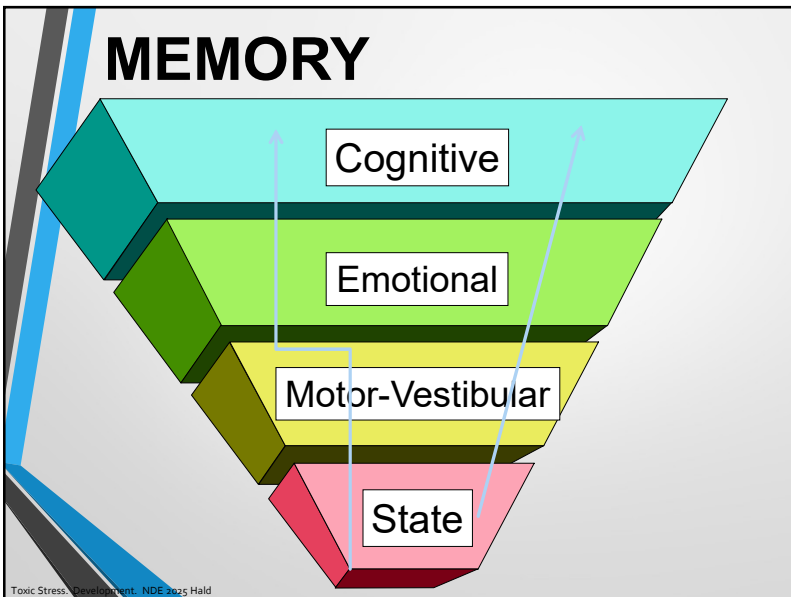 MEMORY
Cognitive
Emotional
Motor-Vestibular
State
Toxic Stress. Development. NDE 2025 Hald